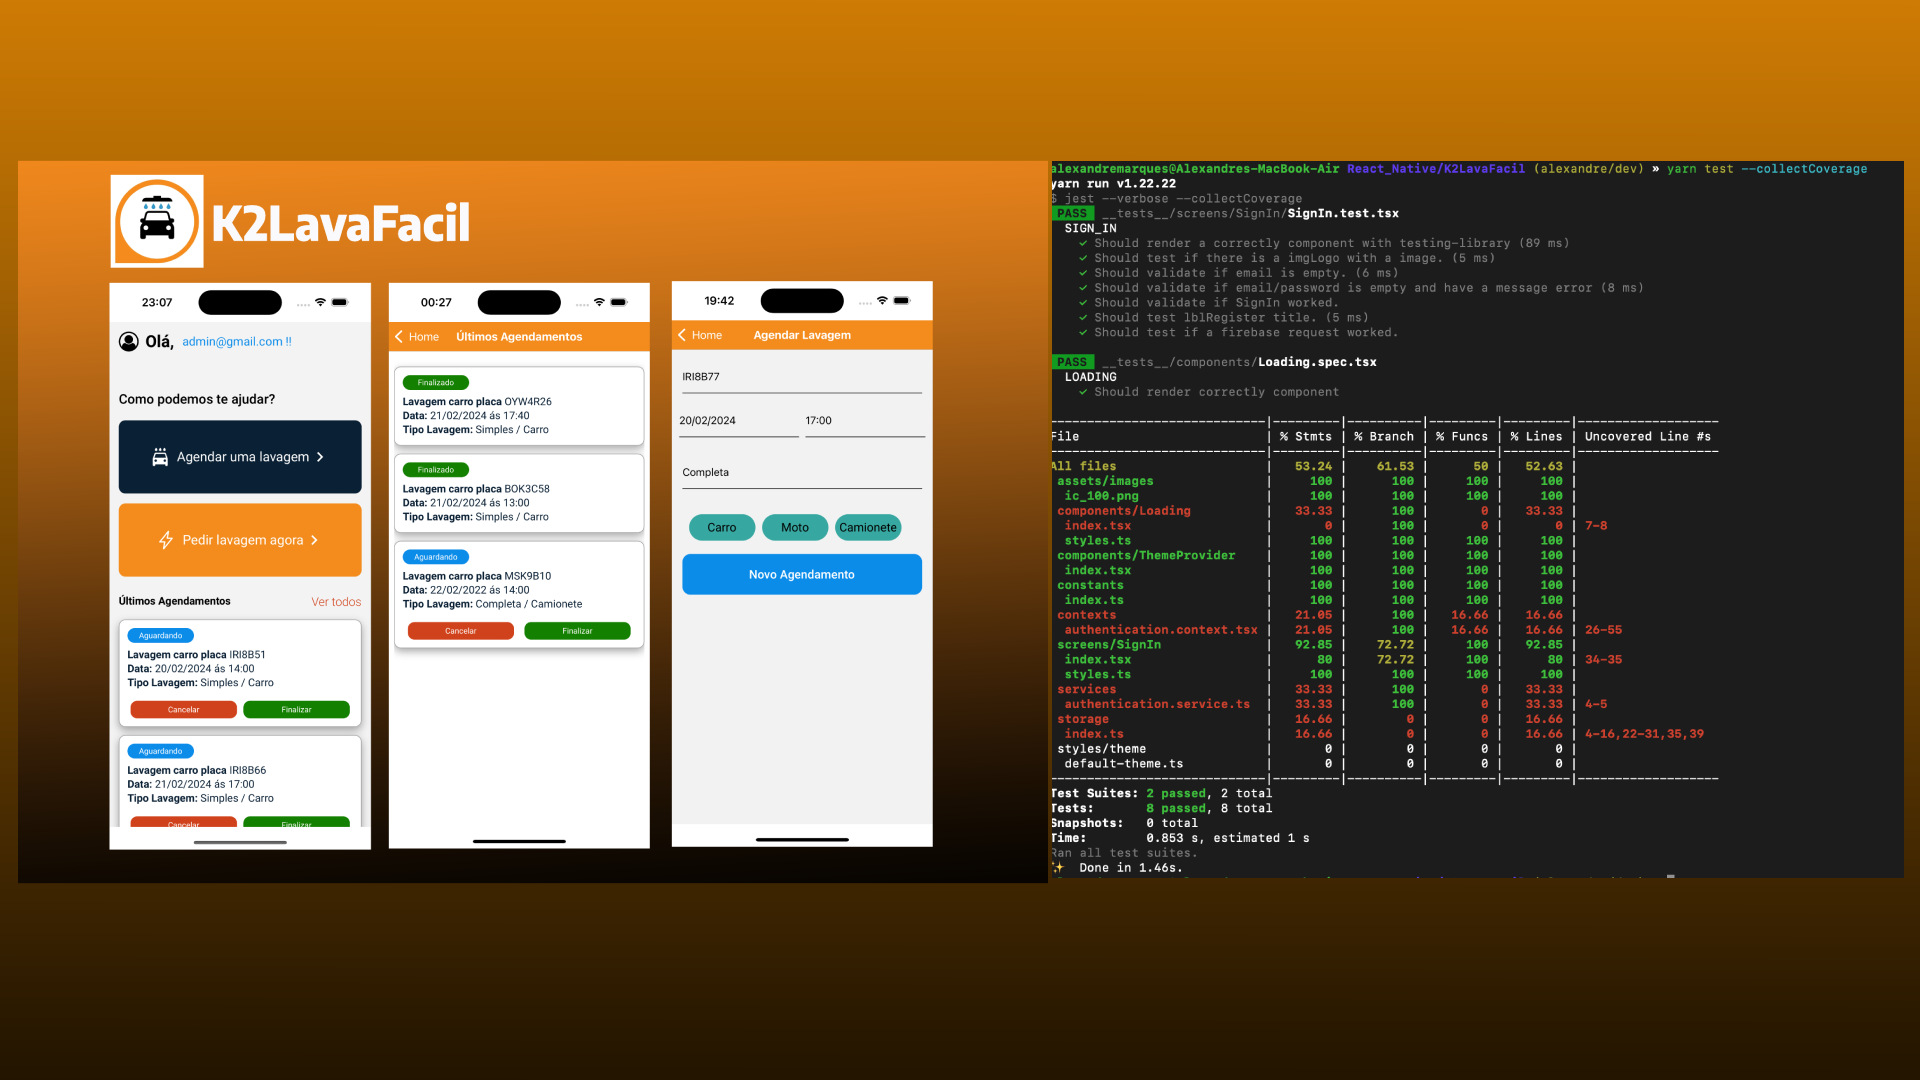 K2LavaFacil
23:07
Olá, admin@gmail.com !!
Como podemos te ajudar?
Agendar uma lavagem
Pedir lavagem agora
Últimos Agendamentos Ver todos
Aguardando
Lavagem carro placa IRI8B51
Data: 20/02/2024 ás 14:00
Tipo Lavagem: Simples / Carro
Cancelar Finalizar
Aguardando
Lavagem carro placa IRI8B66
Data: 21/02/2024 ás 17:00
Tipo Lavagem: Simples / Carro
Cancelar Finalizar
00:27
Home Últimos Agendamentos
Finalizado
Lavagem carro placa OYW4R26
Data: 21/02/2024 ás 17:40
Tipo Lavagem: Simples / Carro
Finalizado
Lavagem carro placa BOK3C58
Data: 21/02/2024 ás 13:00
Tipo Lavagem: Simples / Carro
Aguardando
Lavagem carro placa MSK9B10
Data: 22/02/2022 ás 14:00
Tipo Lavagem: Completa / Camionete
Cancelar Finalizar
19:42
Home Agendar Lavagem
IRI8B77
20/02/2024 17:00
Completa
Carro Moto Camionete
Novo Agendamento
alexandremarques@Alexandres-MacBook-Air React_Native/K2LavaFacil (alexandre/dev) » yarn test --collectCoverage
yarn run v1.22.22
$ jest --verbose --collectCoverage
PASS __tests__/screens/SignIn/SignIn.test.tsx
SIGN_IN
✓ Should render a correctly component with testing-library (89 ms)
✓ Should test if there is a imgLogo with a image. (5 ms)
✓ Should validate if email is empty. (6 ms)
✓ Should validate if email/password is empty and have a message error (8 ms)
✓ Should validate if SignIn worked.
✓ Should test lblRegister title. (5 ms)
✓ Should test if a firebase request worked.
PASS __tests__/components/Loading.spec.tsx
LOADING
✓ Should render correctly component
File | % Stmts | % Branch | % Funcs | % Lines | Uncovered Line #s
All files | 53.24 | 61.53 | 50 | 52.63 |
assets/images | 100 | 100 | 100 | 100 |
ic_100.png | 100 | 100 | 100 | 100 |
components/Loading | 33.33 | 100 | 0 | 33.33 |
index.tsx | 0 | 100 | 0 | 0 | 7-8
styles.ts | 100 | 100 | 100 | 100 |
components/ThemeProvider | 100 | 100 | 100 | 100 |
index.tsx | 100 | 100 | 100 | 100 |
constants | 100 | 100 | 100 | 100 |
index.ts | 100 | 100 | 100 | 100 |
contexts | 21.05 | 100 | 16.66 | 16.66 |
authentication.context.tsx | 21.05 | 100 | 16.66 | 16.66 | 26-55
screens/SignIn | 92.85 | 72.72 | 100 | 92.85 |
index.tsx | 80 | 72.72 | 100 | 80 | 34-35
styles.ts | 100 | 100 | 100 | 100 |
services | 33.33 | 100 | 0 | 33.33 |
authentication.service.ts | 33.33 | 100 | 0 | 33.33 | 4-5
storage | 16.66 | 0 | 0 | 16.66 |
index.ts | 16.66 | 0 | 0 | 16.66 | 4-16,22-31,35,39
styles/theme | 0 | 0 | 0 | 0 |
default-theme.ts | 0 | 0 | 0 | 0 |
Test Suites: 2 passed, 2 total
Tests: 8 passed, 8 total
Snapshots: 0 total
Time: 0.853 s, estimated 1 s
Ran all test suites.
✨ Done in 1.46s.